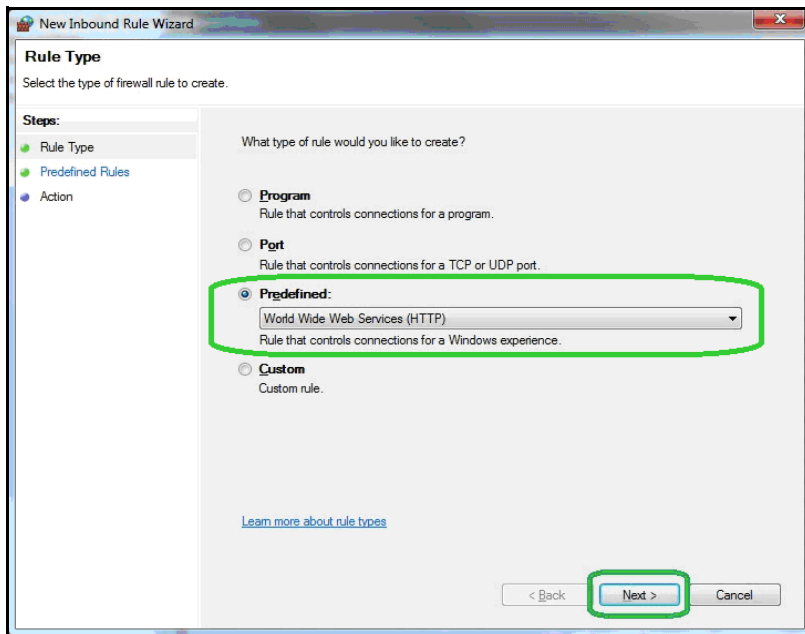 New Inbound Rule Wizard
Rule Type
Select the type of firewall rule to create.
Steps:
Rule Type
Predefined Rules
Action
What type of rule would you like to create?
Program
Rule that controls connections for a program.
Port
Rule that controls connections for a TCP or UDP port.
Predefined:
World Wide Web Services (HTTP)
Rule that controls connections for a Windows experience.
Custom
Custom rule.
Learn more about rule types
< Back Next > Cancel